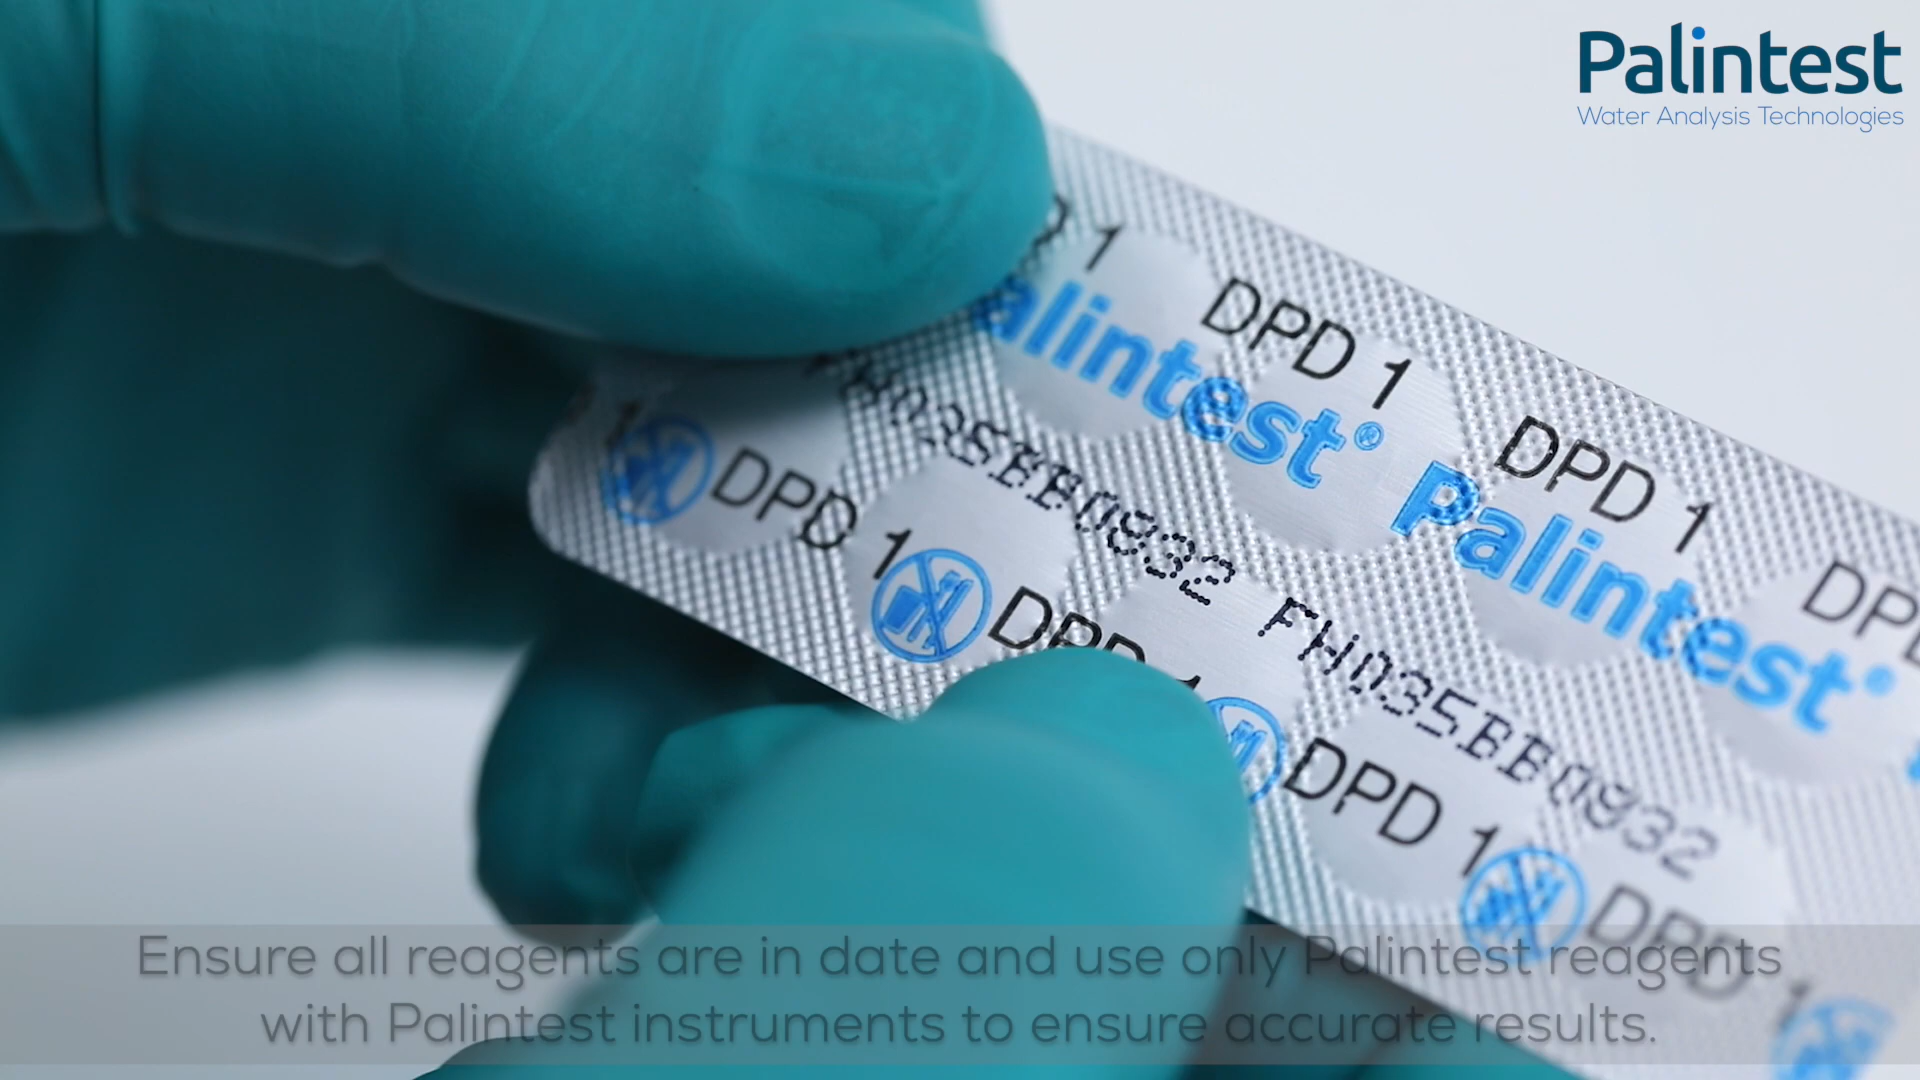 Palintest
Water Analysis Technologies
DPD 1
DPD 1
Palintest®
Palintest®
FH035BB0832
DPD 1
DPD 1
DPD 1
Ensure all reagents are in date and use only Palintest reagents
with Palintest instruments to ensure accurate results.